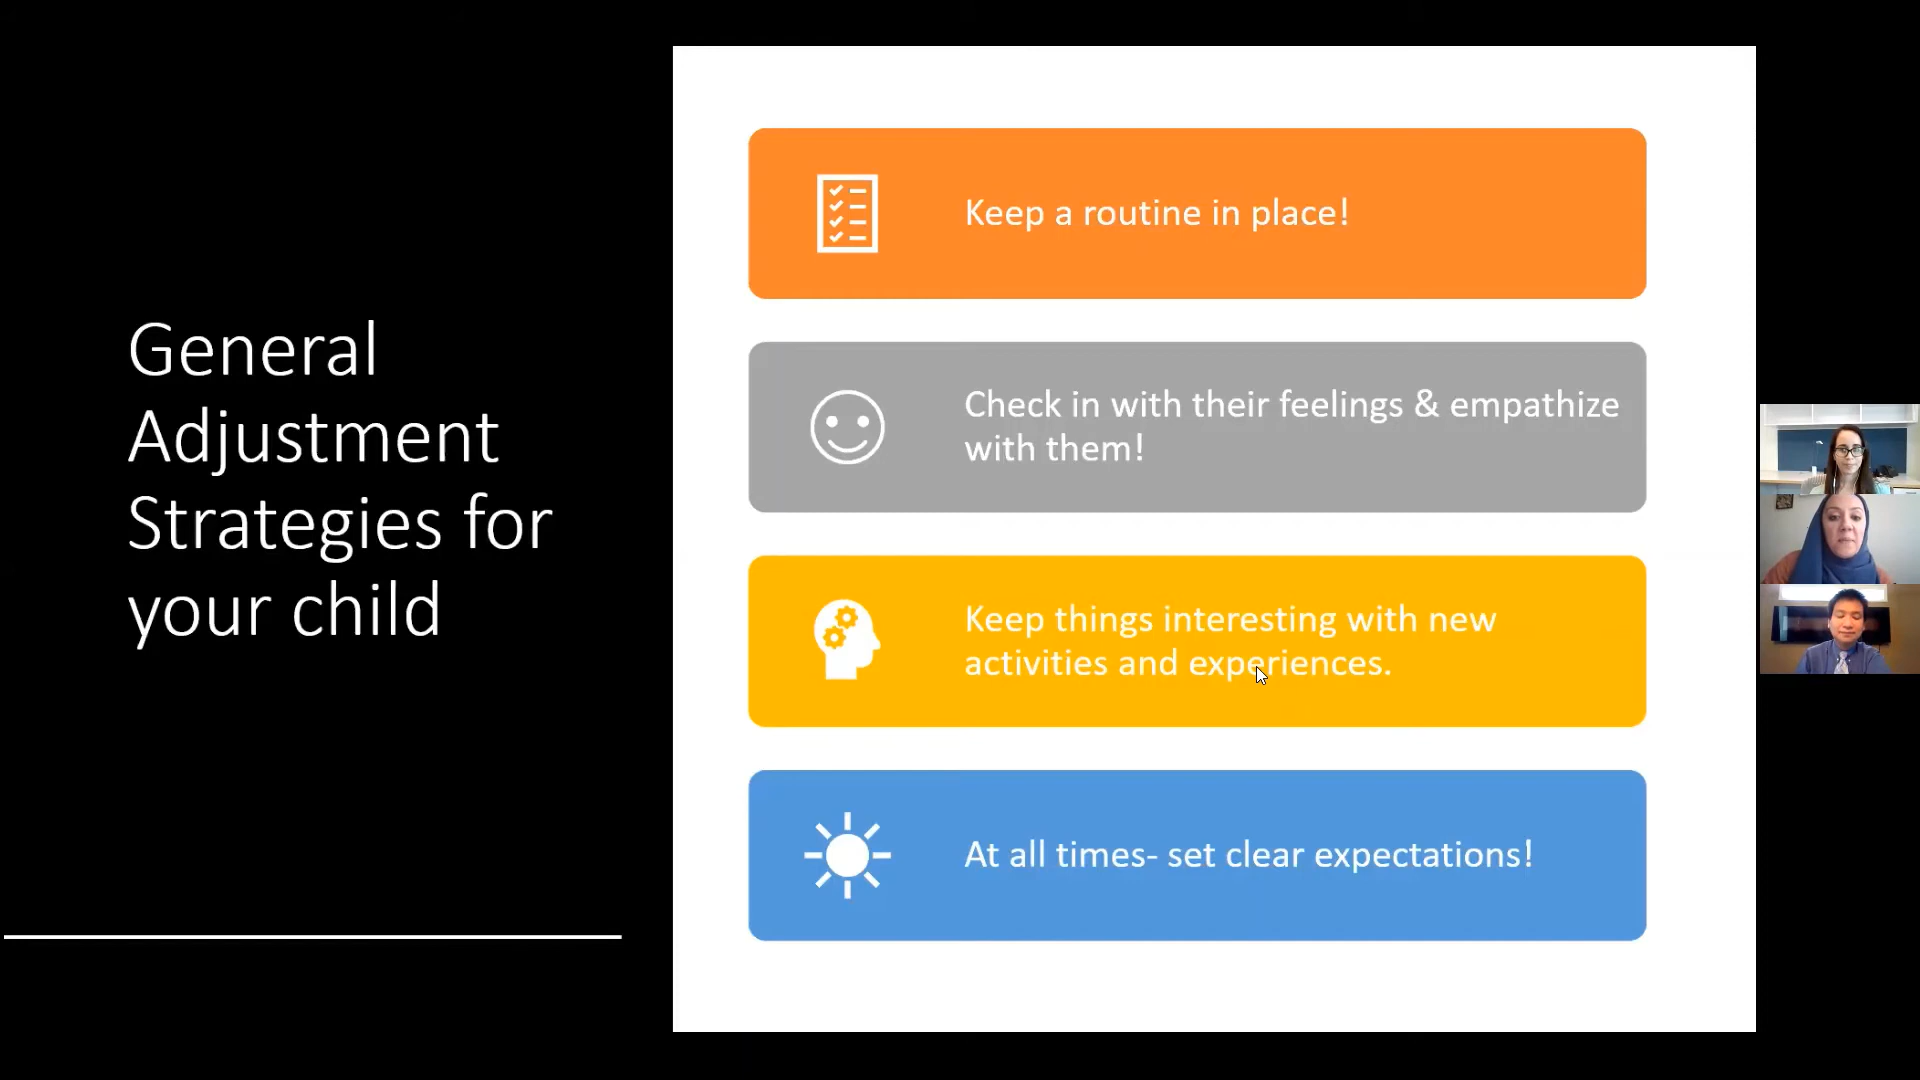 General
Adjustment
Strategies for
your child
Keep a routine in place!
Check in with their feelings & empathize
with them!
Keep things interesting with new
activities and experiences.
At all times- set clear expectations!